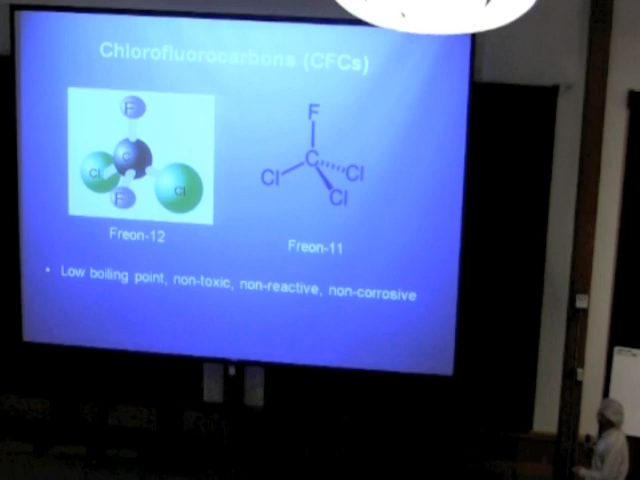 Chlorofluorocarbons (CFCs)
F
C
Cl
Cl
F
Freon-12
F
C
Cl
Cl
Cl
Freon-11
• Low boiling point, non-toxic, non-reactive, non-corrosive